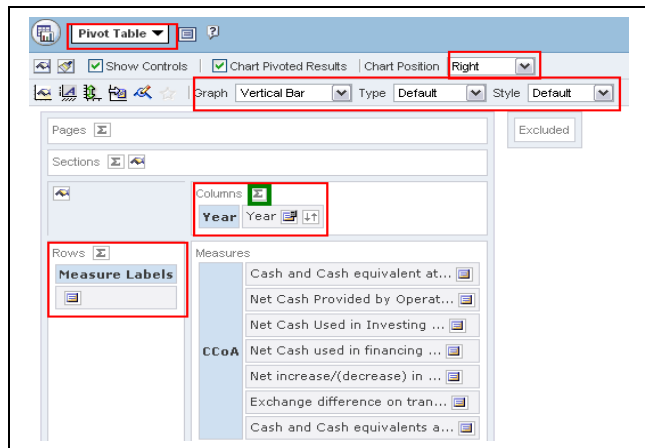 Pivot Table
Show Controls Chart Pivoted Results Chart Position Right
Graph Vertical Bar Type Default Style Default
Pages Σ
Excluded
Sections Σ
Columns Σ
Year Year
Rows Σ
Measure Labels
Measures
Cash and Cash equivalent at...
Net Cash Provided by Operat...
Net Cash Used in Investing ...
CCoA Net Cash used in financing ...
Net increase/(decrease) in ...
Exchange difference on tran...
Cash and Cash equivalents a...